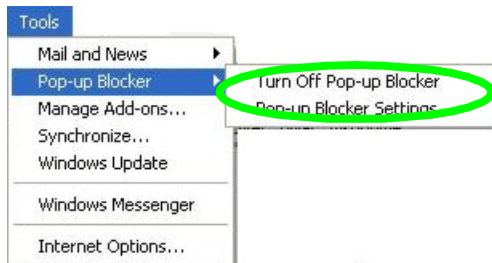 Tools
Mail and News
Pop-up Blocker
Turn Off Pop-up Blocker
Pop-up Blocker Settings
Manage Add-ons...
Synchronize...
Windows Update
Windows Messenger
Internet Options...